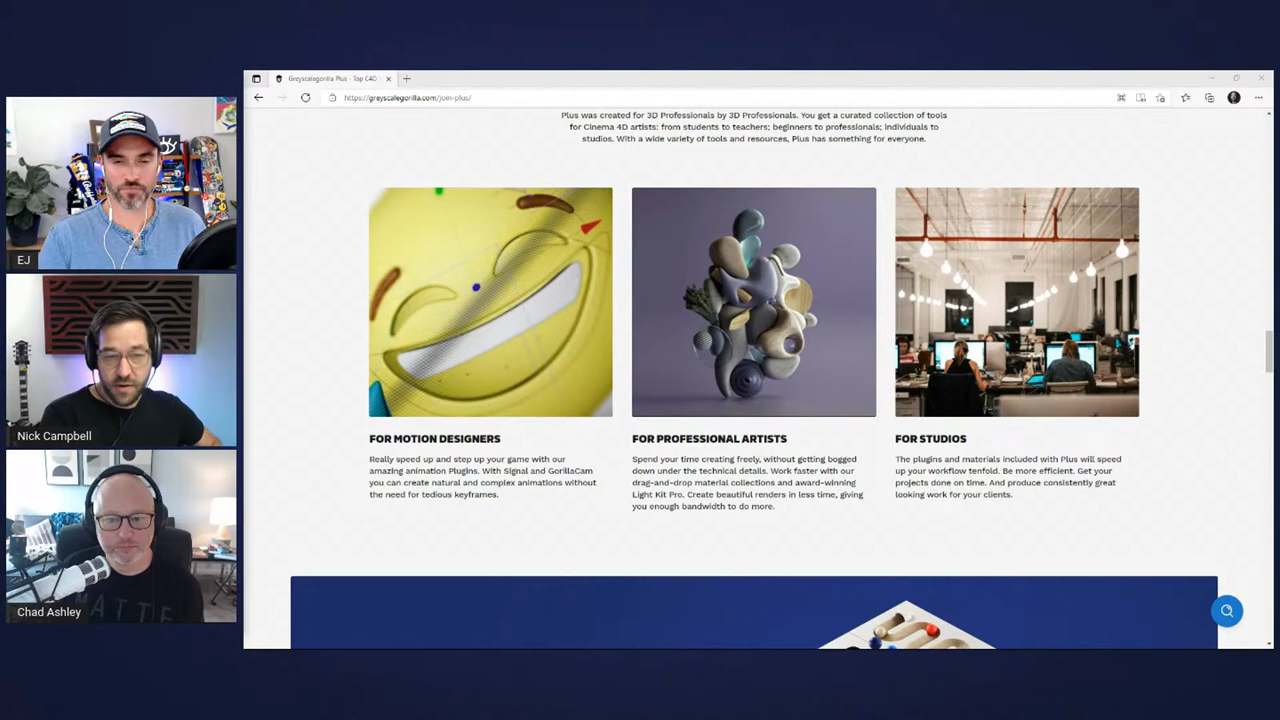 Greyscalegorilla Plus - Top C4D
https://greyscalegorilla.com/join-plus/
Plus was created for 3D Professionals by 3D Professionals. You get a curated collection of tools
for Cinema 4D artists: from students to teachers; beginners to professionals; individuals to
studios. With a wide variety of tools and resources, Plus has something for everyone.
EJ
Nick Campbell
MATTE
Chad Ashley
FOR MOTION DESIGNERS
Really speed up and step up your game with our
amazing animation Plugins. With Signal and GorillaCam
you can create natural and complex animations without
the need for tedious keyframes.
FOR PROFESSIONAL ARTISTS
Spend your time creating freely, without getting bogged
down under the technical details. Work faster with our
drag-and-drop material collections and award-winning
Light Kit Pro. Create beautiful renders in less time, giving
you enough bandwidth to do more.
FOR STUDIOS
The plugins and materials included with Plus will speed
up your workflow tenfold. Be more efficient. Get your
projects done on time. And produce consistently great
looking work for your clients.